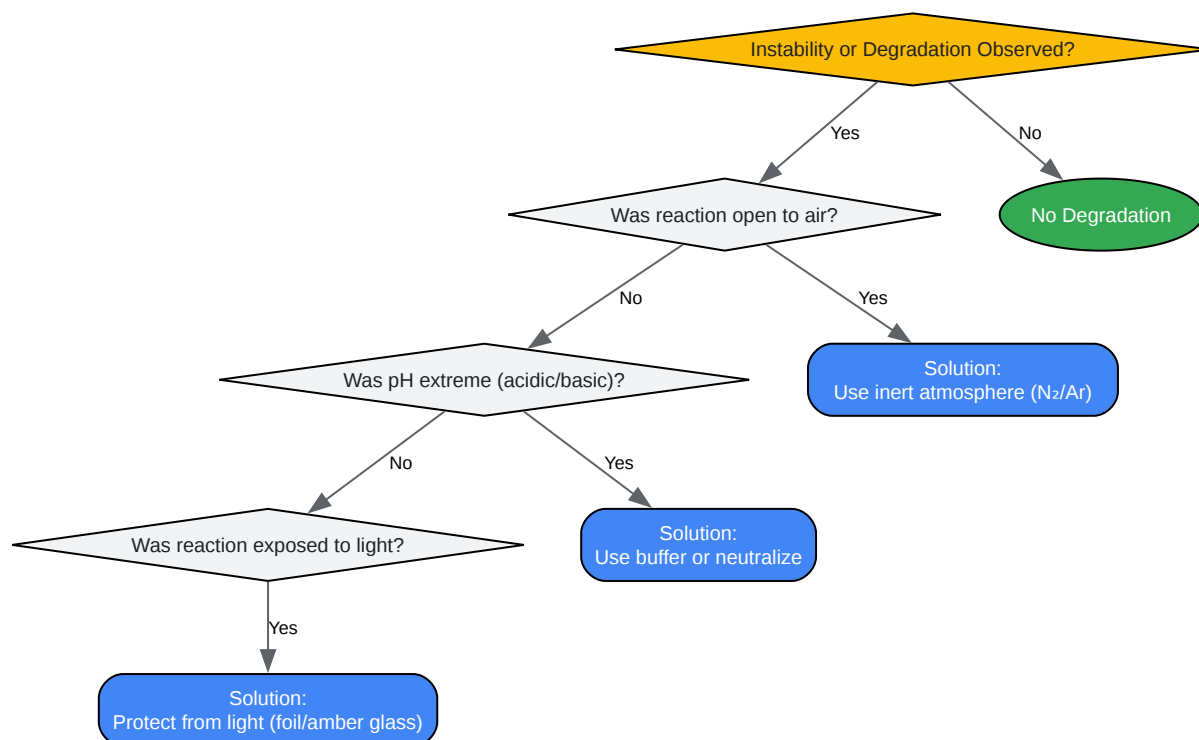 Instability or Degradation Observed?
Yes
No
Was reaction open to air?
No Degradation
No
Yes
Was pH extreme (acidic/basic)?
Solution:
Use inert atmosphere (N₂/Ar)
No
Yes
Was reaction exposed to light?
Solution:
Use buffer or neutralize
Yes
Solution:
Protect from light (foil/amber glass)